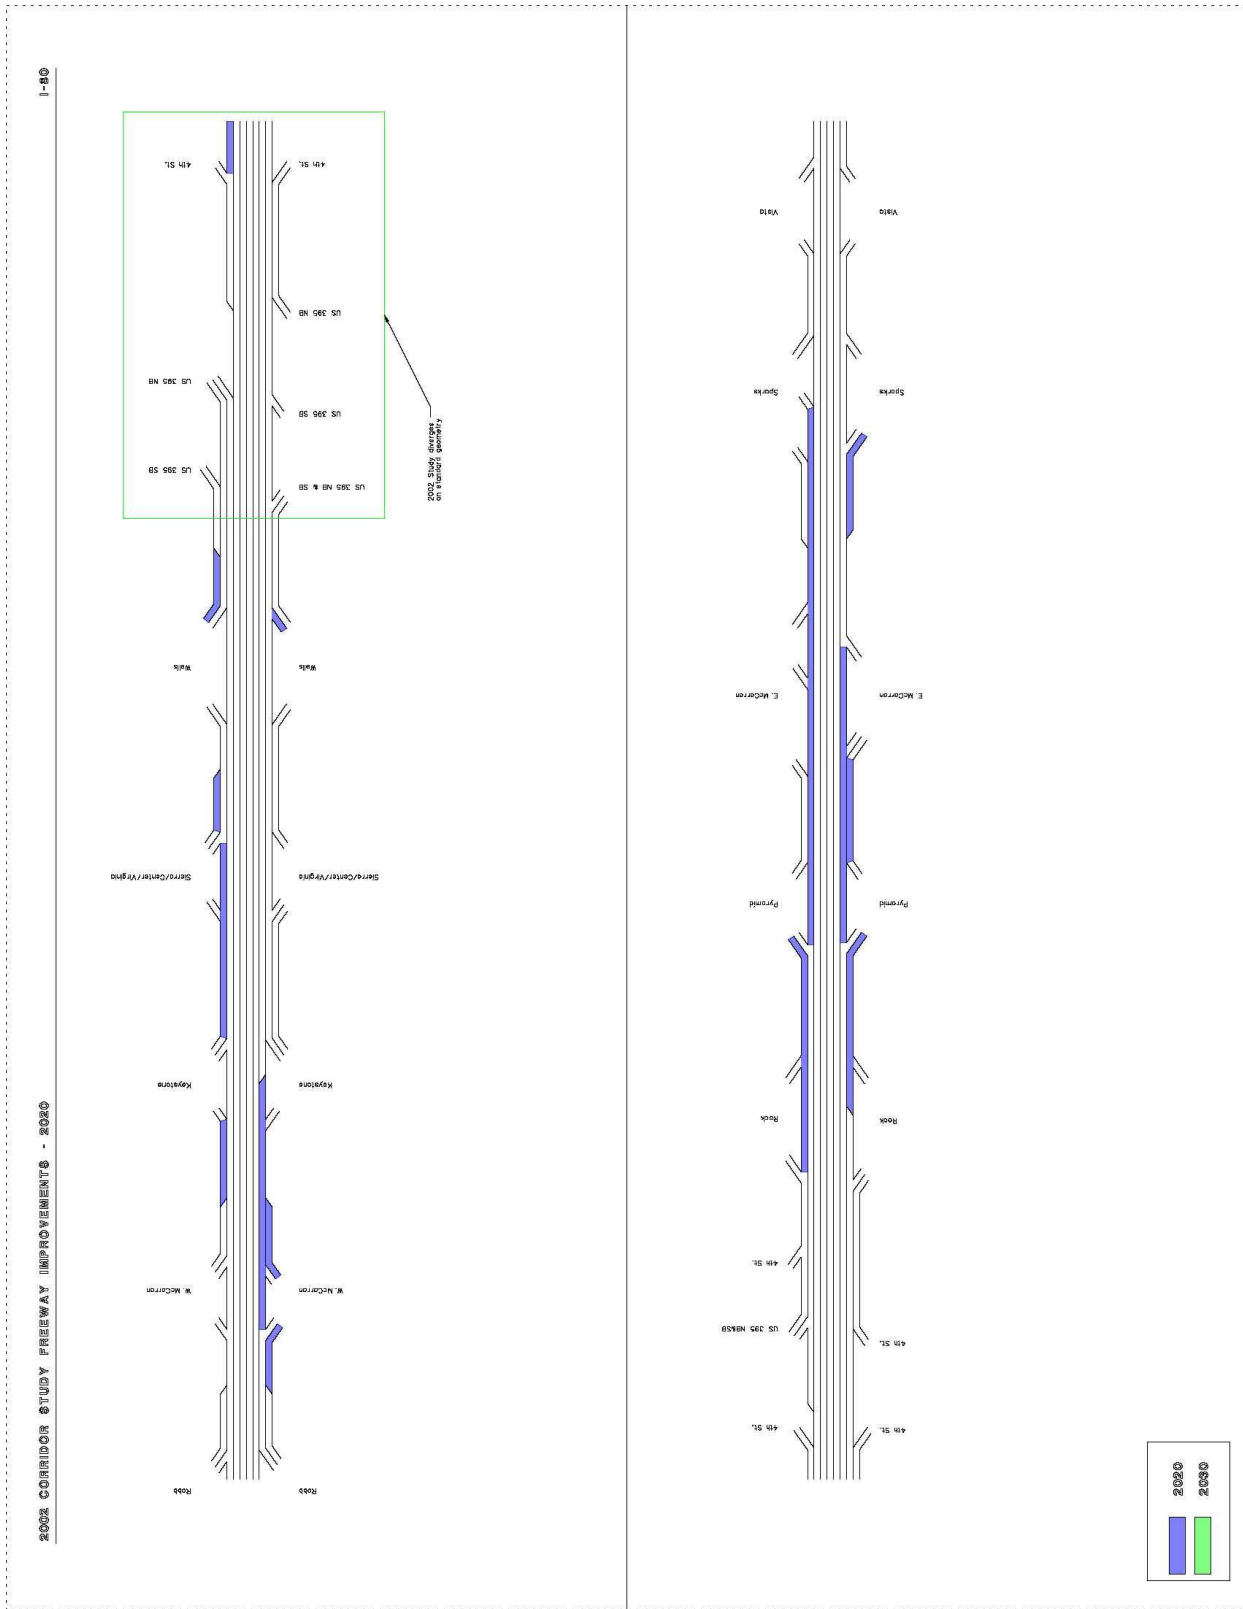 2002 CORRIDOR STUDY FREEWAY IMPROVEMENTS - 2020
I-80
Robb
W. McCarran
Keystone
Sierra/Center/Virginia
Wells
US 395 SB
US 395 NB
4th St.
Robb
W. McCarran
Keystone
Sierra/Center/Virginia
Wells
US 395 NB & SB
US 395 SB
US 395 NB
4th St.
2002 Study diverges
on standard geometry
4th St.
US 395 NB&SB
4th St.
Rock
Pyramid
E. McCarran
Sparks
Vista
4th St.
4th St.
Rock
Pyramid
E. McCarran
Sparks
Vista
2020
2030